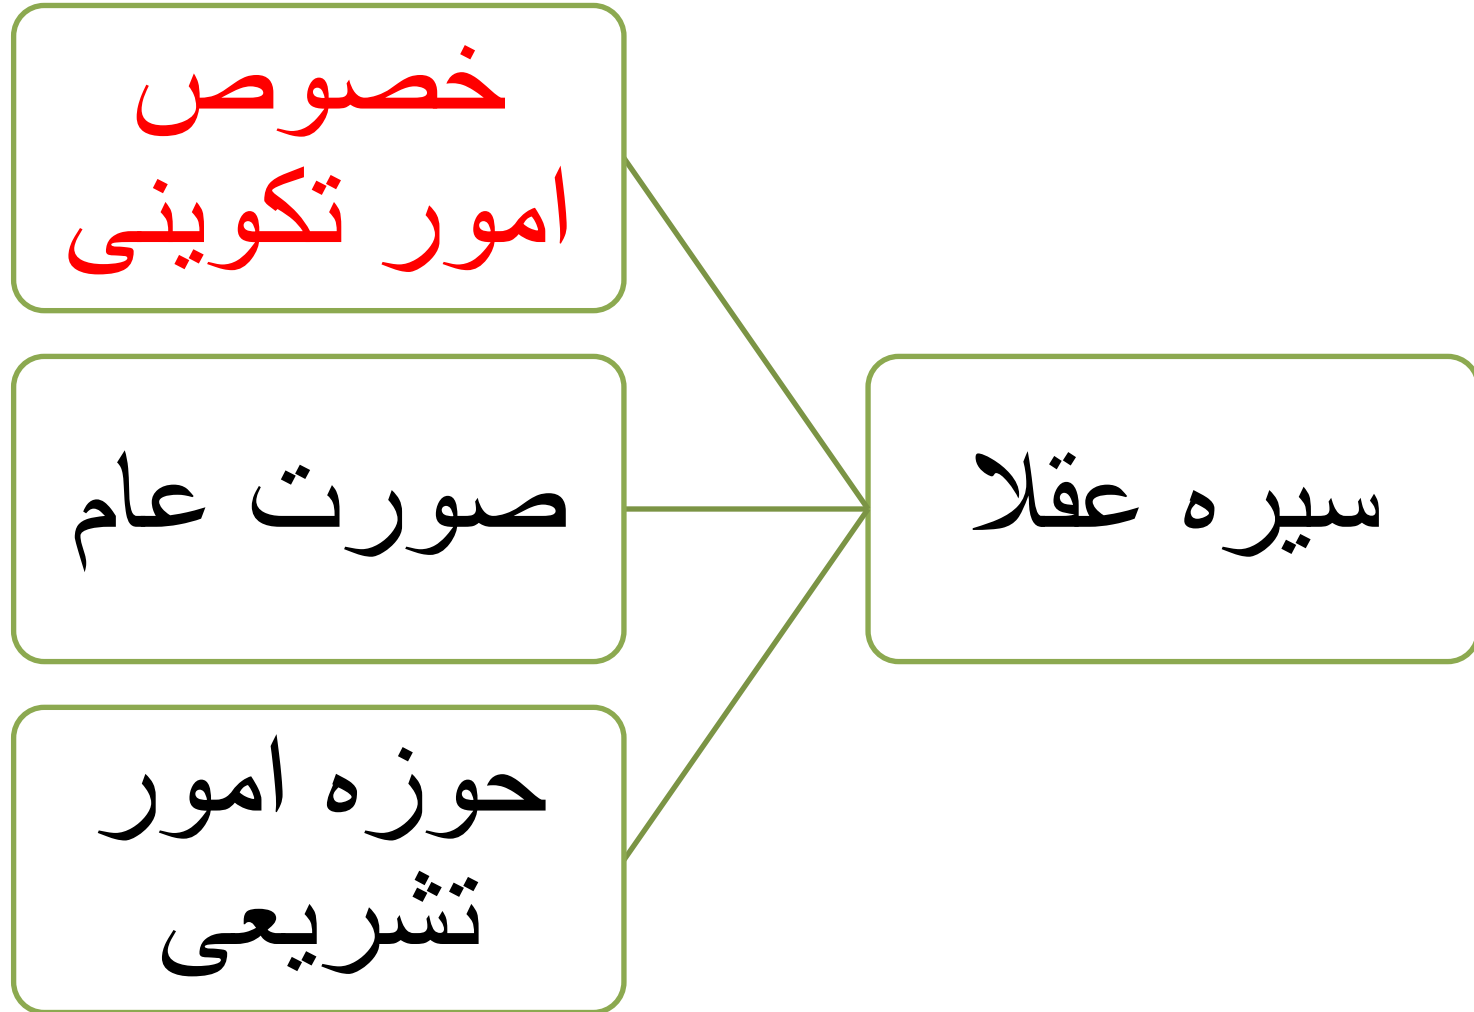 سیره عقلا
خصوص
امور تکوینی
صورت عام
حوزه امور
تشریعی